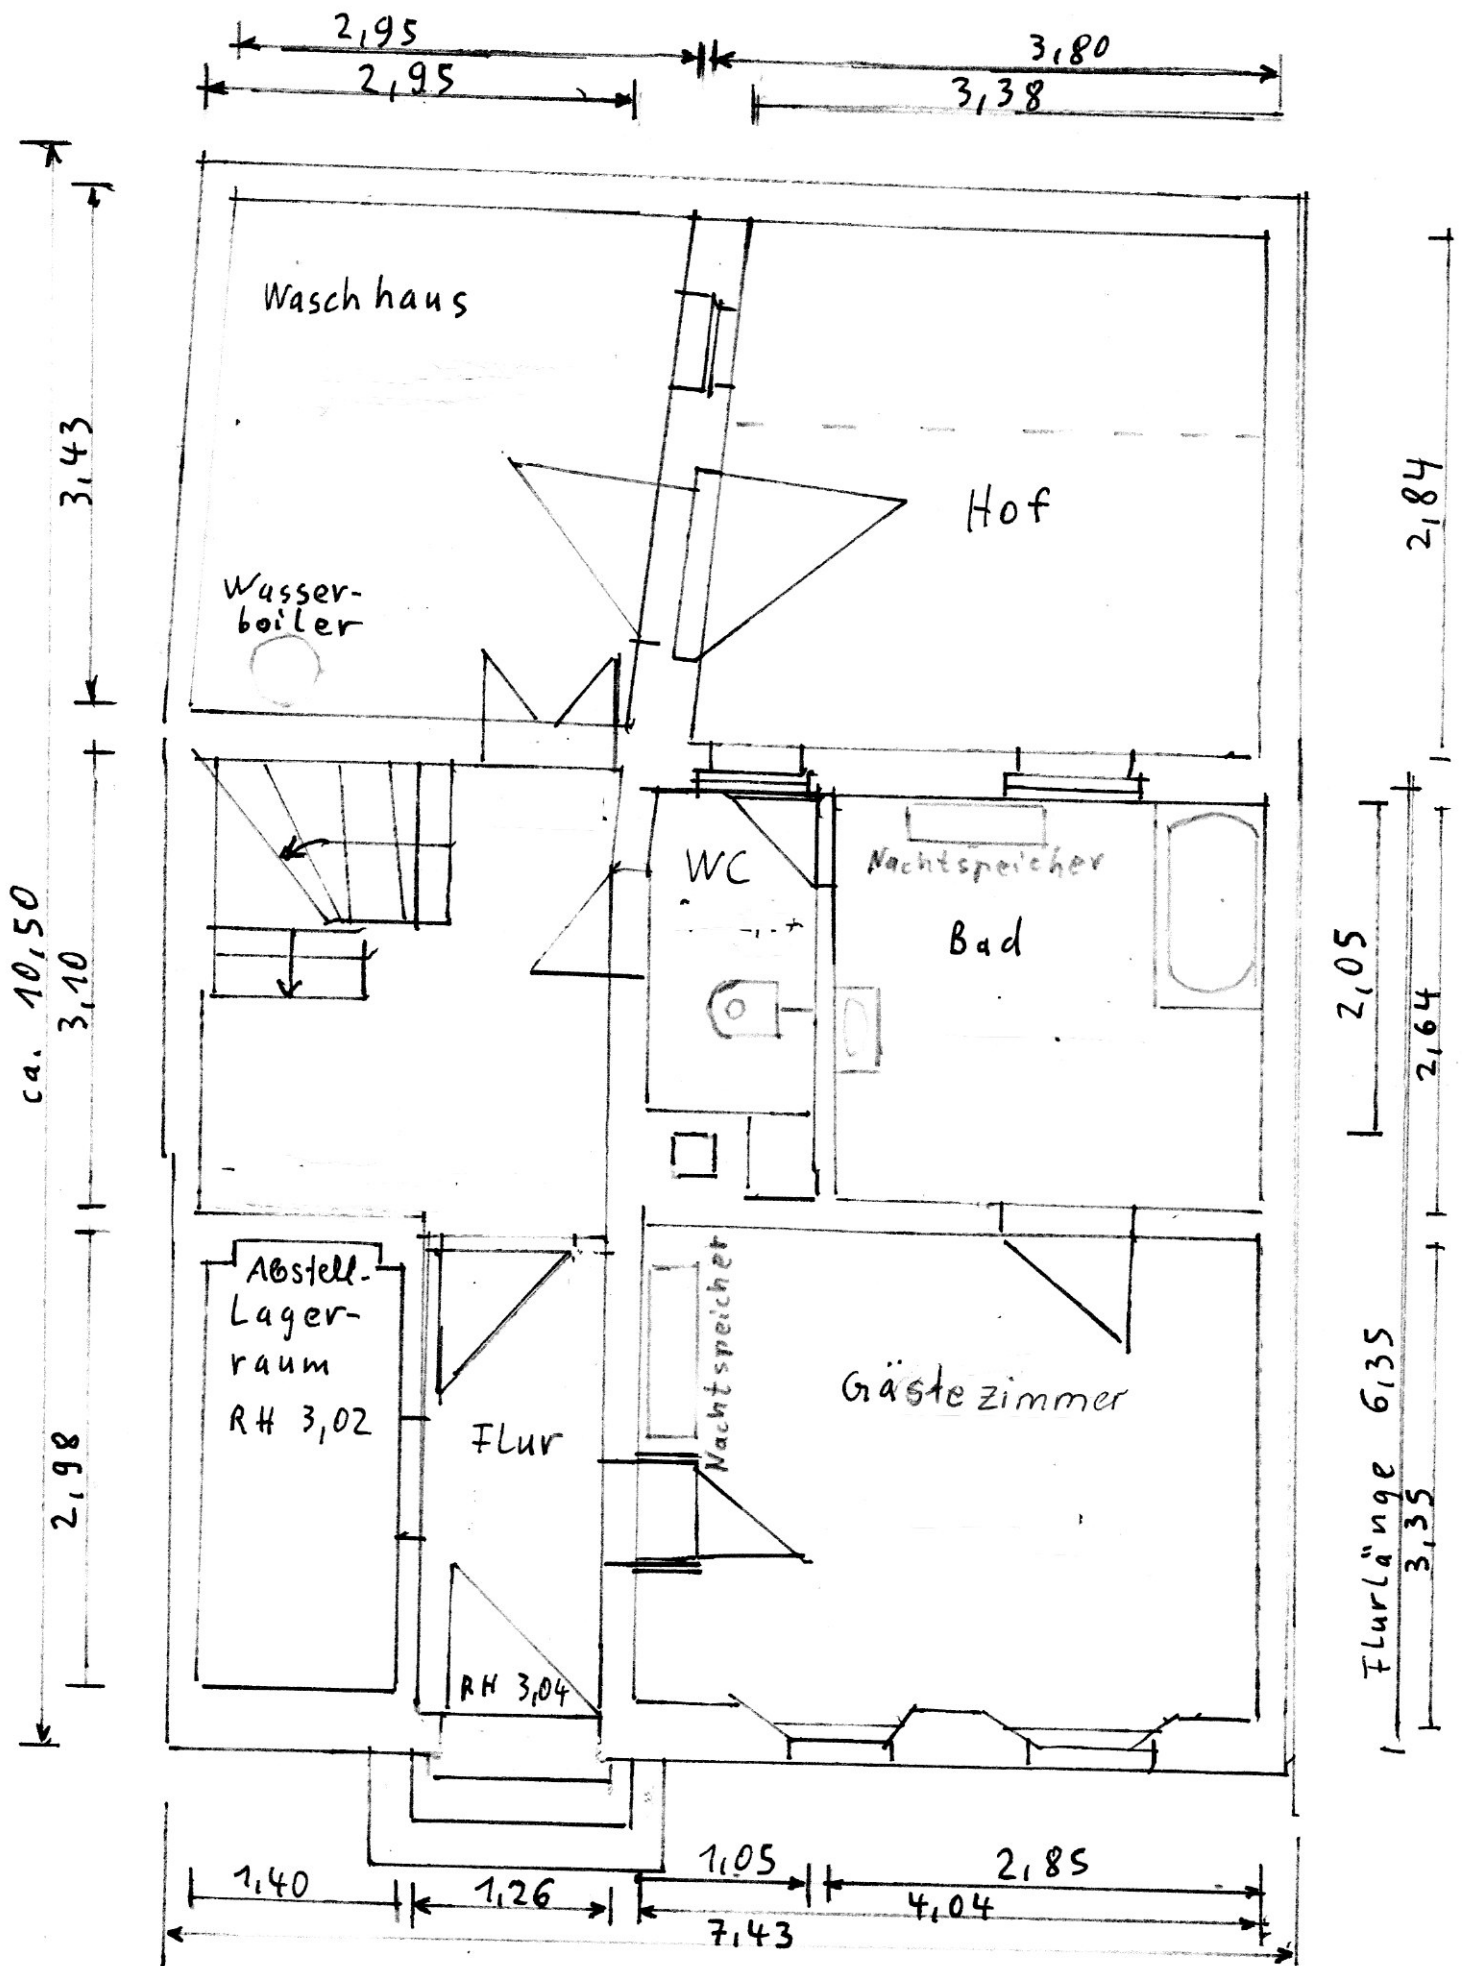 2,95
3,80
2,95
3,38
Waschhaus
3,43
Hof
2,84
Wasser-
boiler
WC
Nachtspeicher
Bad
ca. 10,50
3,10
2,05
2,64
Abstell-
Lager-
raum
RH 3,02
Flur
Nachtspeicher
Gästezimmer
2,98
Flurlänge 6,35
3,35
RH 3,04
1,40
1,26
1,05
2,85
4,04
7,43